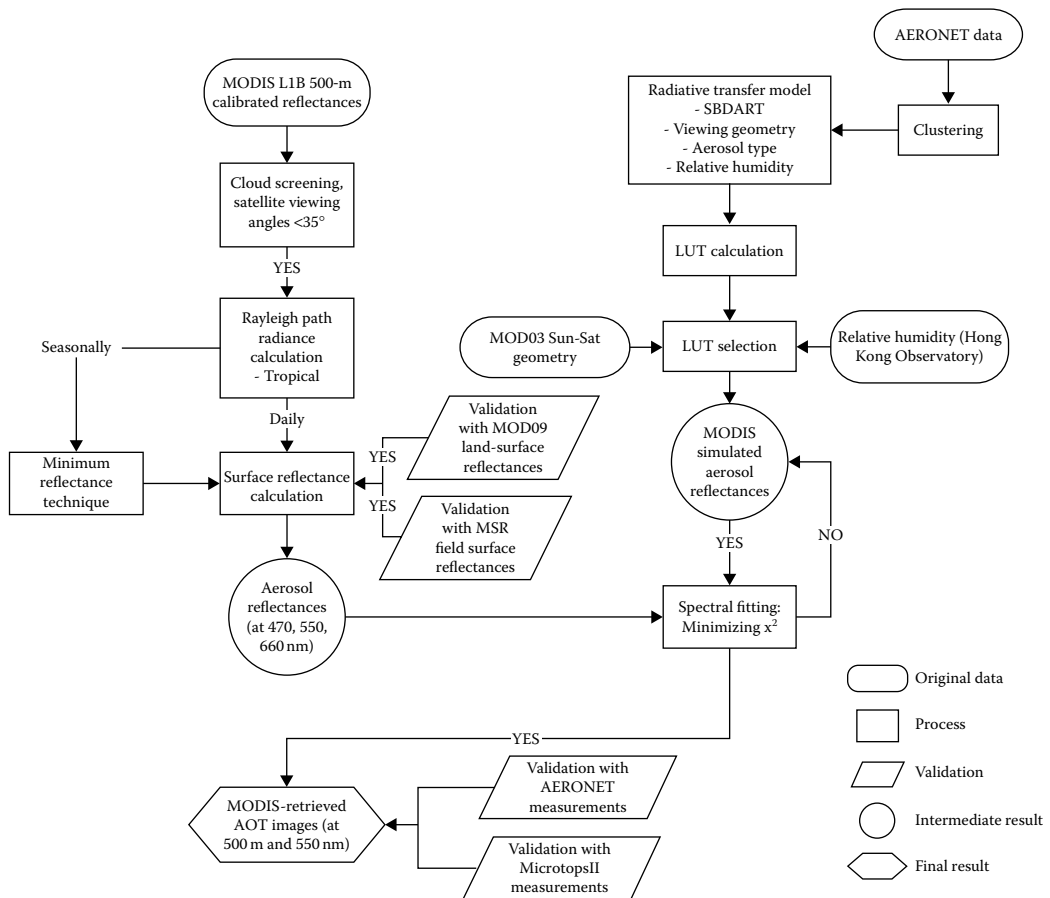 AERONET data
MODIS L1B 500-m
calibrated reflectances
Radiative transfer model
- SBDART
- Viewing geometry
- Aerosol type
- Relative humidity
Clustering
Cloud screening,
satellite viewing
angles <35°
YES
LUT calculation
Rayleigh path
radiance
calculation
- Tropical
Seasonally
MOD03 Sun-Sat
geometry
LUT selection
Relative humidity (Hong
Kong Observatory)
Daily
Validation
with MOD09
land-surface
reflectances
MODIS
simulated
aerosol
reflectances
Minimum
reflectance
technique
Surface reflectance
calculation
YES
YES
Validation
with MSR
field surface
reflectances
YES
NO
Aerosol
reflectances
(at 470, 550,
660 nm)
Spectral fitting:
Minimizing x²
YES
MODIS-retrieved
AOT images (at
500 m and 550 nm)
Validation with
AERONET
measurements
Validation with
MicrotopsII
measurements
Original data
Process
Validation
Intermediate result
Final result